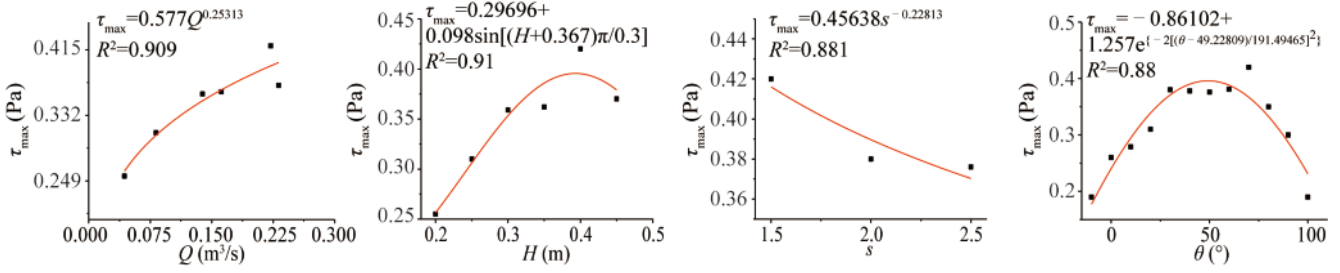 τmax=0.577Q^0.25313
R²=0.909
0.415
0.332
0.249
τmax (Pa)
0.000 0.075 0.150 0.225 0.300
Q (m³/s)
τmax=0.29696+
0.098sin[(H+0.367)π/0.3]
R²=0.91
0.45
0.40
0.35
0.30
0.25
τmax (Pa)
0.2 0.3 0.4 0.5
H (m)
τmax=0.45638s^−0.22813
R²=0.881
0.44
0.42
0.40
0.38
0.36
τmax (Pa)
1.5 2.0 2.5
s
τmax=−0.86102+
1.257e^{−2[(θ−49.22809)/191.49465]²}
R²=0.88
0.5
0.4
0.3
0.2
τmax (Pa)
0 50 100
θ (°)